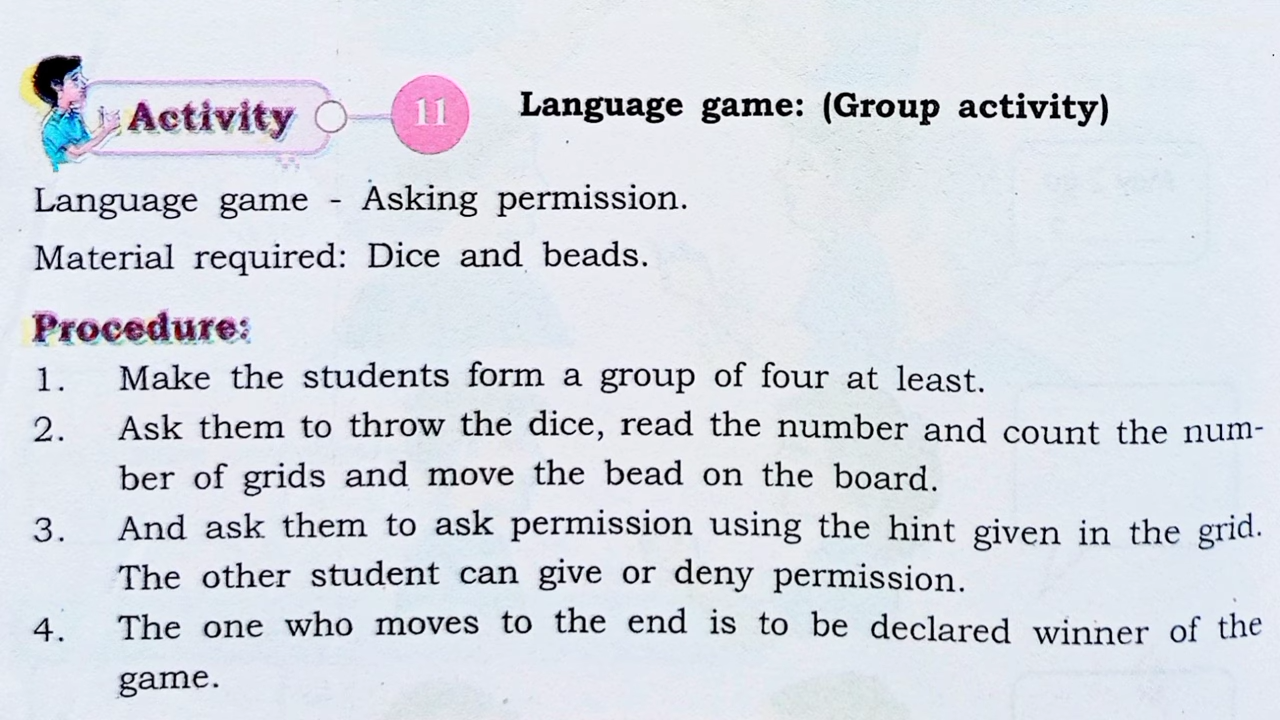 Activity 11 Language game: (Group activity)
Language game - Asking permission.
Material required: Dice and beads.
Procedure:
1. Make the students form a group of four at least.
2. Ask them to throw the dice, read the number and count the num-
ber of grids and move the bead on the board.
3. And ask them to ask permission using the hint given in the grid.
The other student can give or deny permission.
4. The one who moves to the end is to be declared winner of the
game.